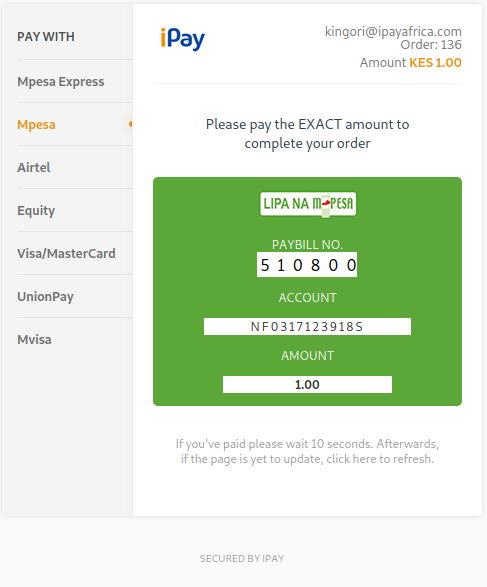 PAY WITH
Mpesa Express
Mpesa
Airtel
Equity
Visa/MasterCard
UnionPay
Mvisa
iPay
kingori@ipayafrica.com
Order: 136
Amount KES 1.00
Please pay the EXACT amount to
complete your order
LIPA NA M-PESA
PAYBILL NO.
510800
ACCOUNT
NF0317123918S
AMOUNT
1.00
If you've paid please wait 10 seconds. Afterwards,
if the page is yet to update, click here to refresh.
SECURED BY IPAY